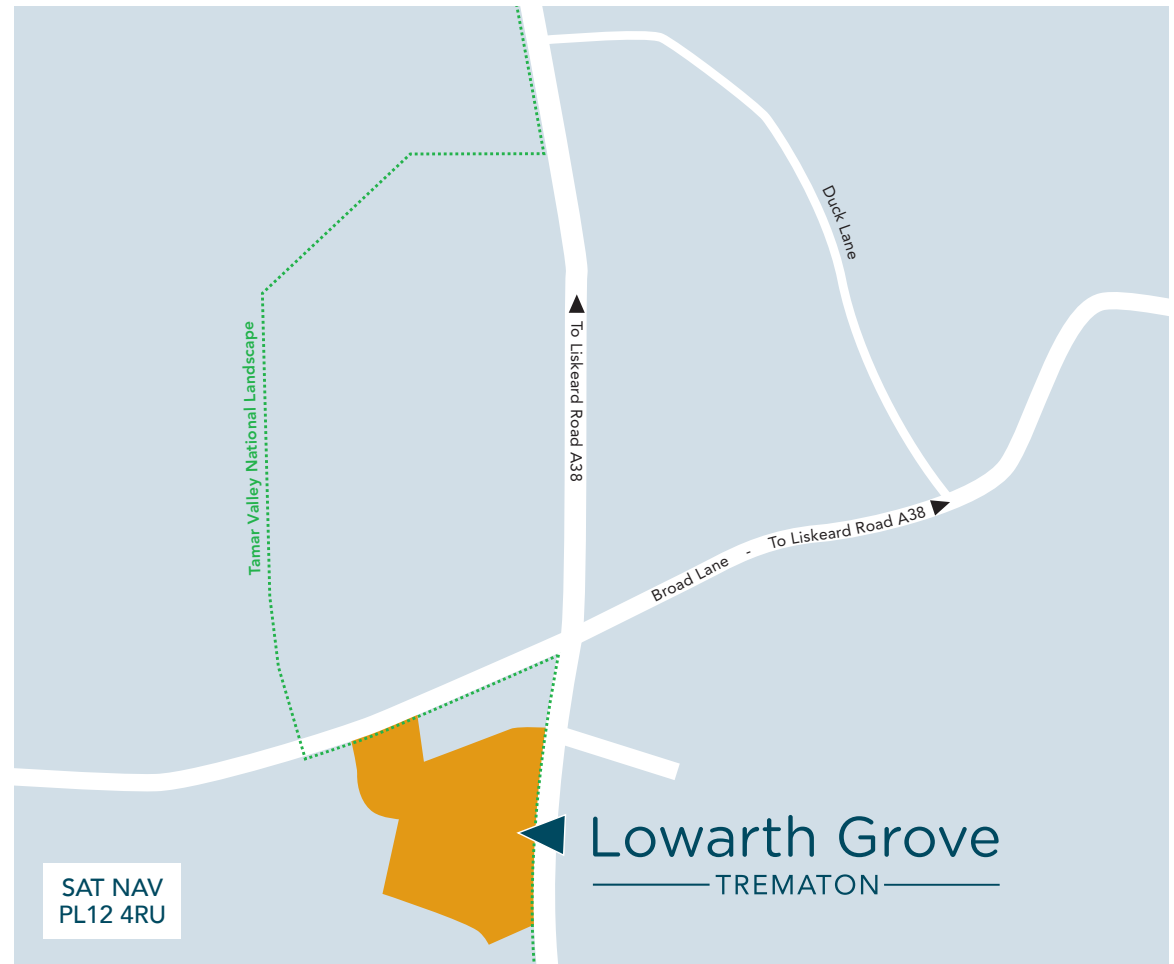 Duck Lane
To Liskeard Road A38
Tamar Valley National Landscape
Broad Lane - To Liskeard Road A38
Lowarth Grove
TREMATON
SAT NAV
PL12 4RU